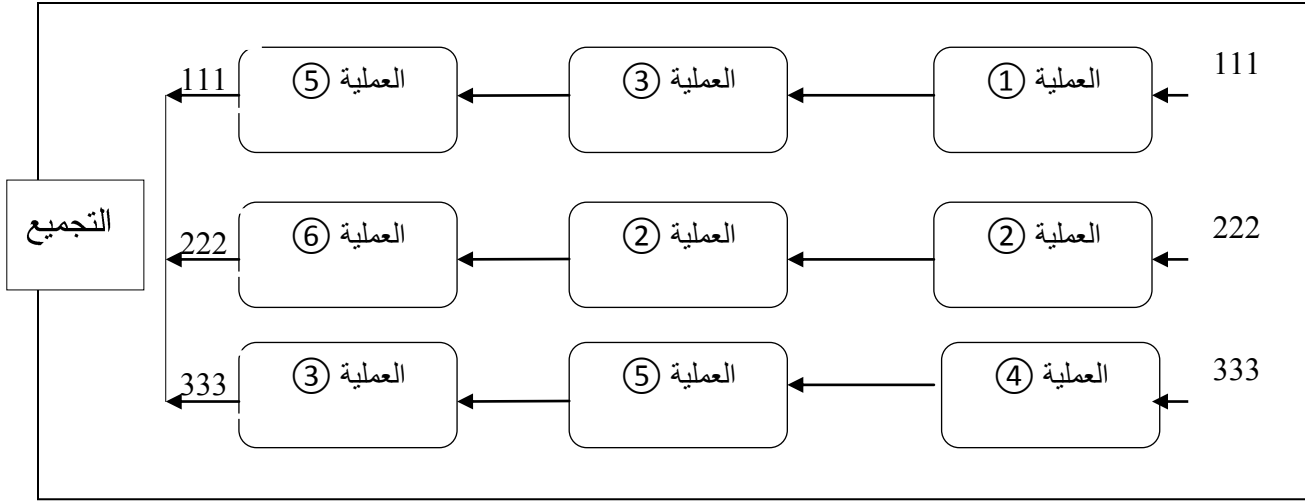 111
العملية ①
العملية ③
العملية ⑤
111
222
العملية ②
العملية ②
العملية ⑥
222
333
العملية ④
العملية ⑤
العملية ③
333
التجميع